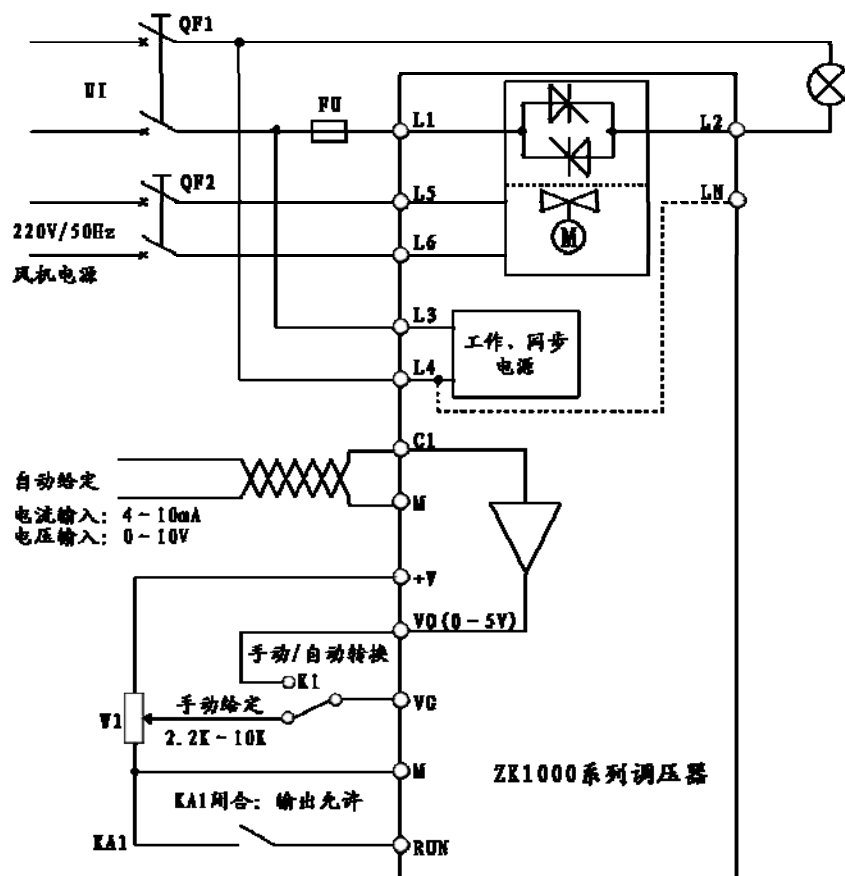 QF1
UI
FU
L1
L2
QF2
L5
LN
220V/50Hz
M
L6
风机电源
L3
工作、同步
电源
L4
C1
自动给定
M
电流输入: 4~10mA
电压输入: 0~10V
+V
VO(0-5V)
手动/自动转换
K1
手动给定
VG
W1
2.2K~10K
M
ZK1000系列调压器
KA1闭合: 输出允许
KA1
RUN